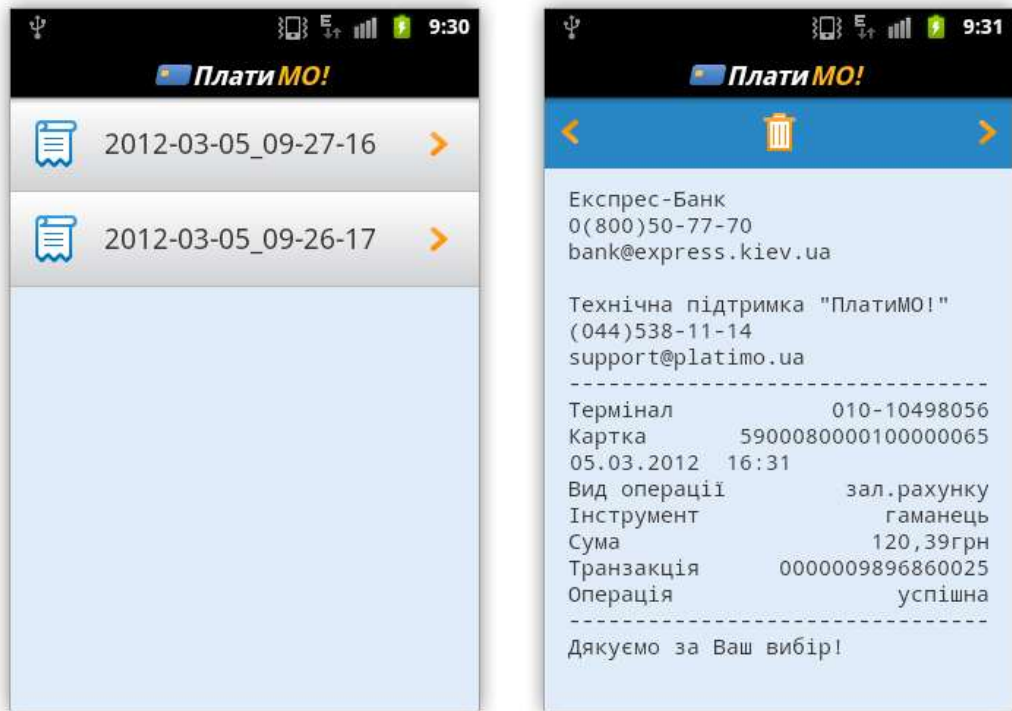 9:30
ПлатиМО!
2012-03-05_09-27-16
2012-03-05_09-26-17
E
9:31
ПлатиМО!
Експрес-Банк
0(800)50-77-70
bank@express.kiev.ua
Технічна підтримка "ПлатиМО!"
(044)538-11-14
support@platimo.ua
--------------------------------
Термінал 010-10498056
Картка 5900080000100000065
05.03.2012 16:31
Вид операції зал.рахунку
Інструмент гаманець
Сума 120,39грн
Транзакція 0000009896860025
Операція успішна
--------------------------------
Дякуємо за Ваш вибір!